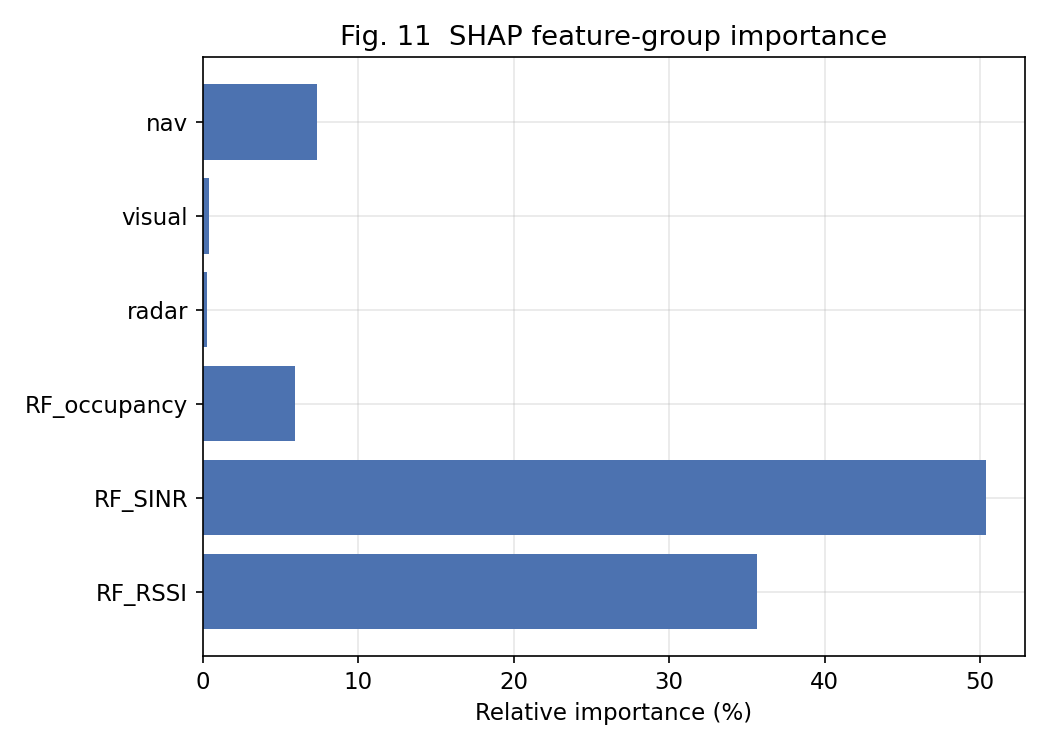 Fig. 11  SHAP feature-group importance
nav
visual
radar
RF_occupancy
RF_SINR
RF_RSSI
0 10 20 30 40 50
Relative importance (%)